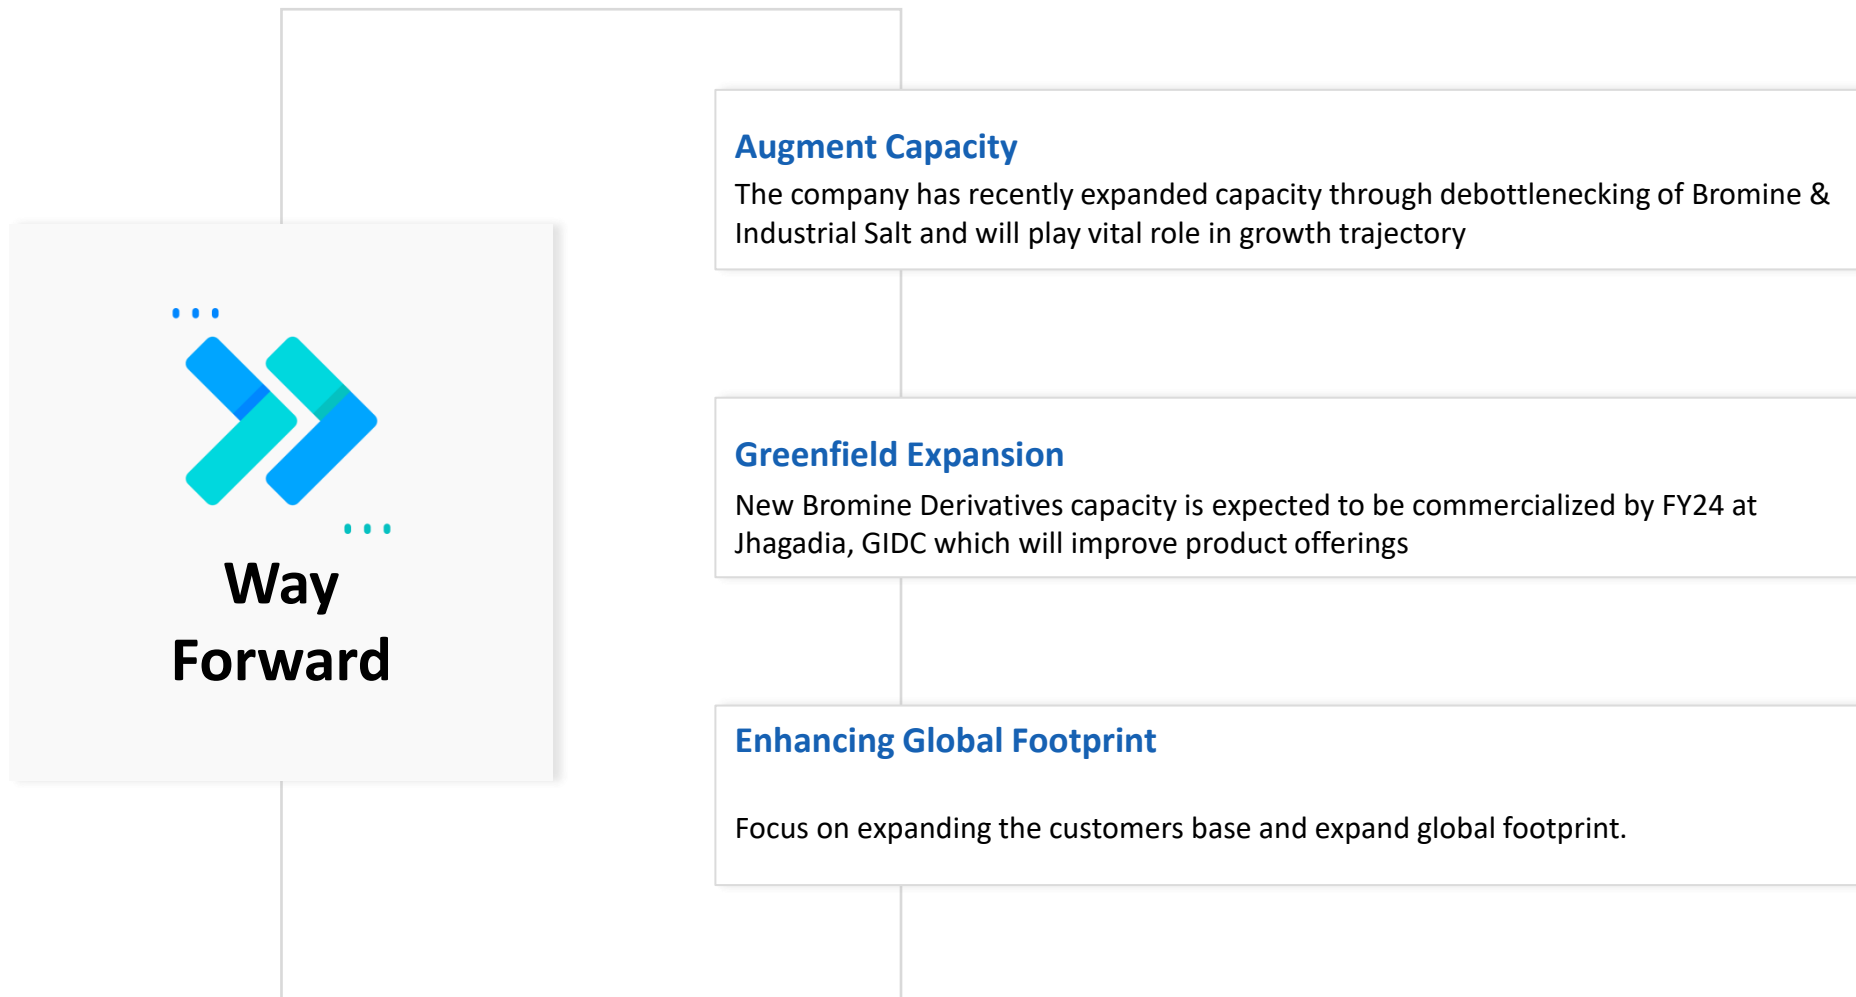 Way
Forward
Augment Capacity
The company has recently expanded capacity through debottlenecking of Bromine &
Industrial Salt and will play vital role in growth trajectory
Greenfield Expansion
New Bromine Derivatives capacity is expected to be commercialized by FY24 at
Jhagadia, GIDC which will improve product offerings
Enhancing Global Footprint
Focus on expanding the customers base and expand global footprint.